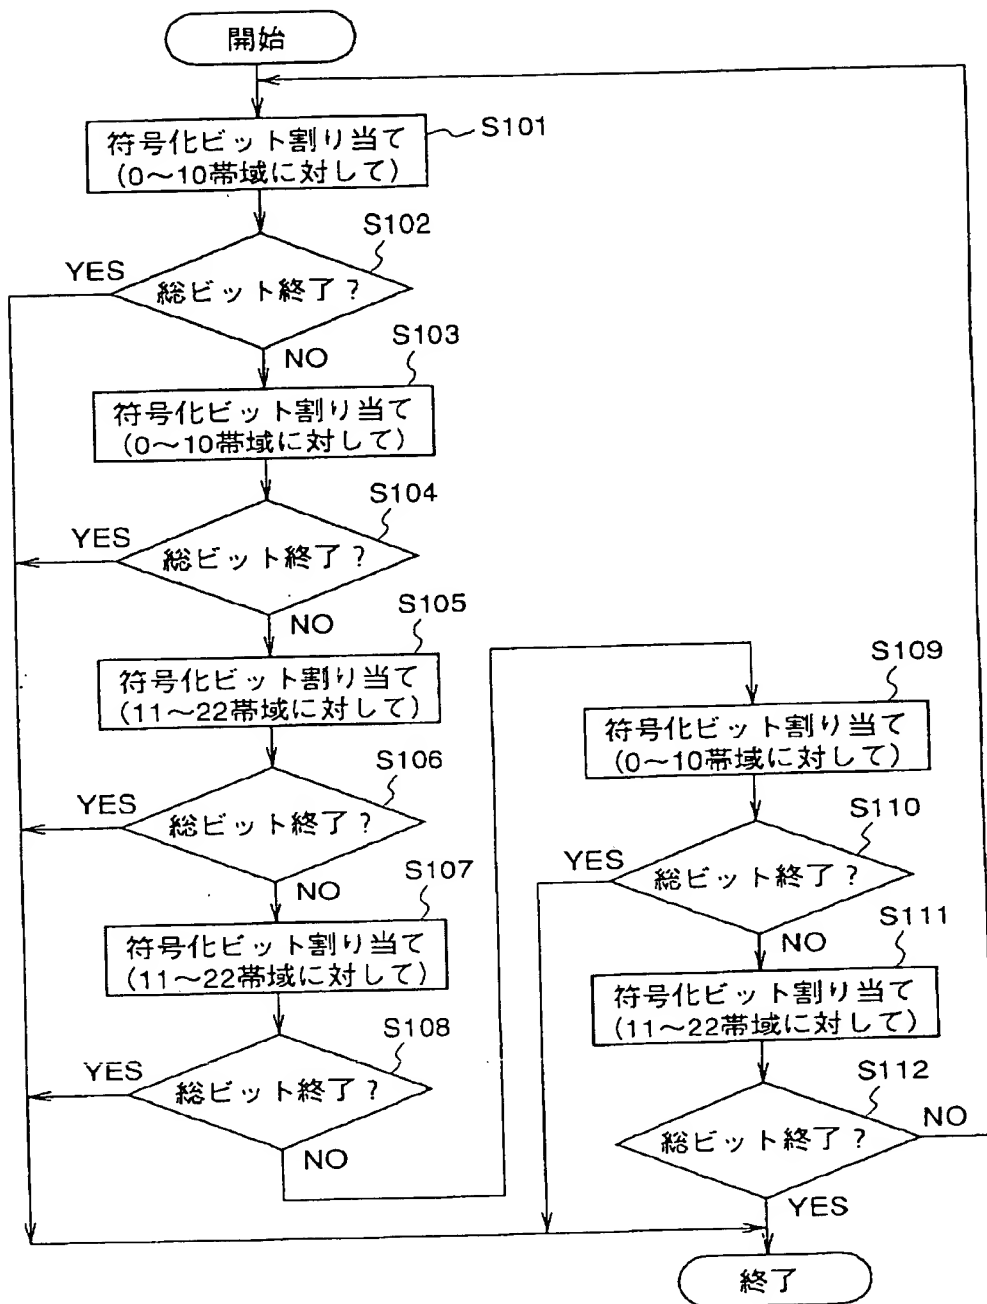 開始
符号化ビット割り当て
(0〜10帯域に対して)
S101
S102
YES
総ビット終了?
NO
S103
符号化ビット割り当て
(0〜10帯域に対して)
S104
YES
総ビット終了?
NO
S105
符号化ビット割り当て
(11〜22帯域に対して)
S106
YES
総ビット終了?
NO
S107
符号化ビット割り当て
(11〜22帯域に対して)
S108
YES
総ビット終了?
NO
S109
符号化ビット割り当て
(0〜10帯域に対して)
S110
YES
総ビット終了?
NO
S111
符号化ビット割り当て
(11〜22帯域に対して)
S112
総ビット終了?
NO
YES
終了